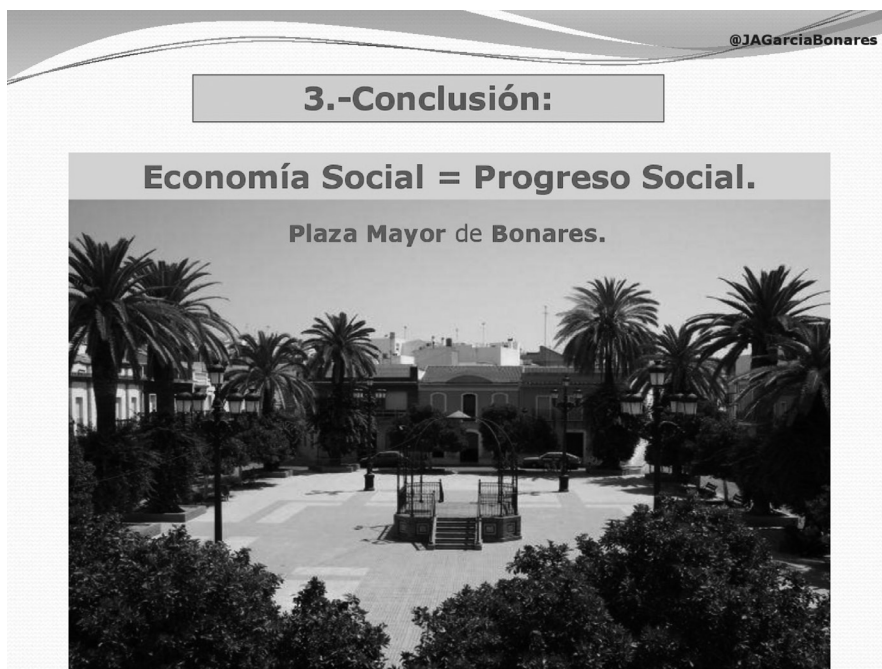 @JAGarciaBonares
3.-Conclusión:
Economía Social = Progreso Social.
Plaza Mayor de Bonares.